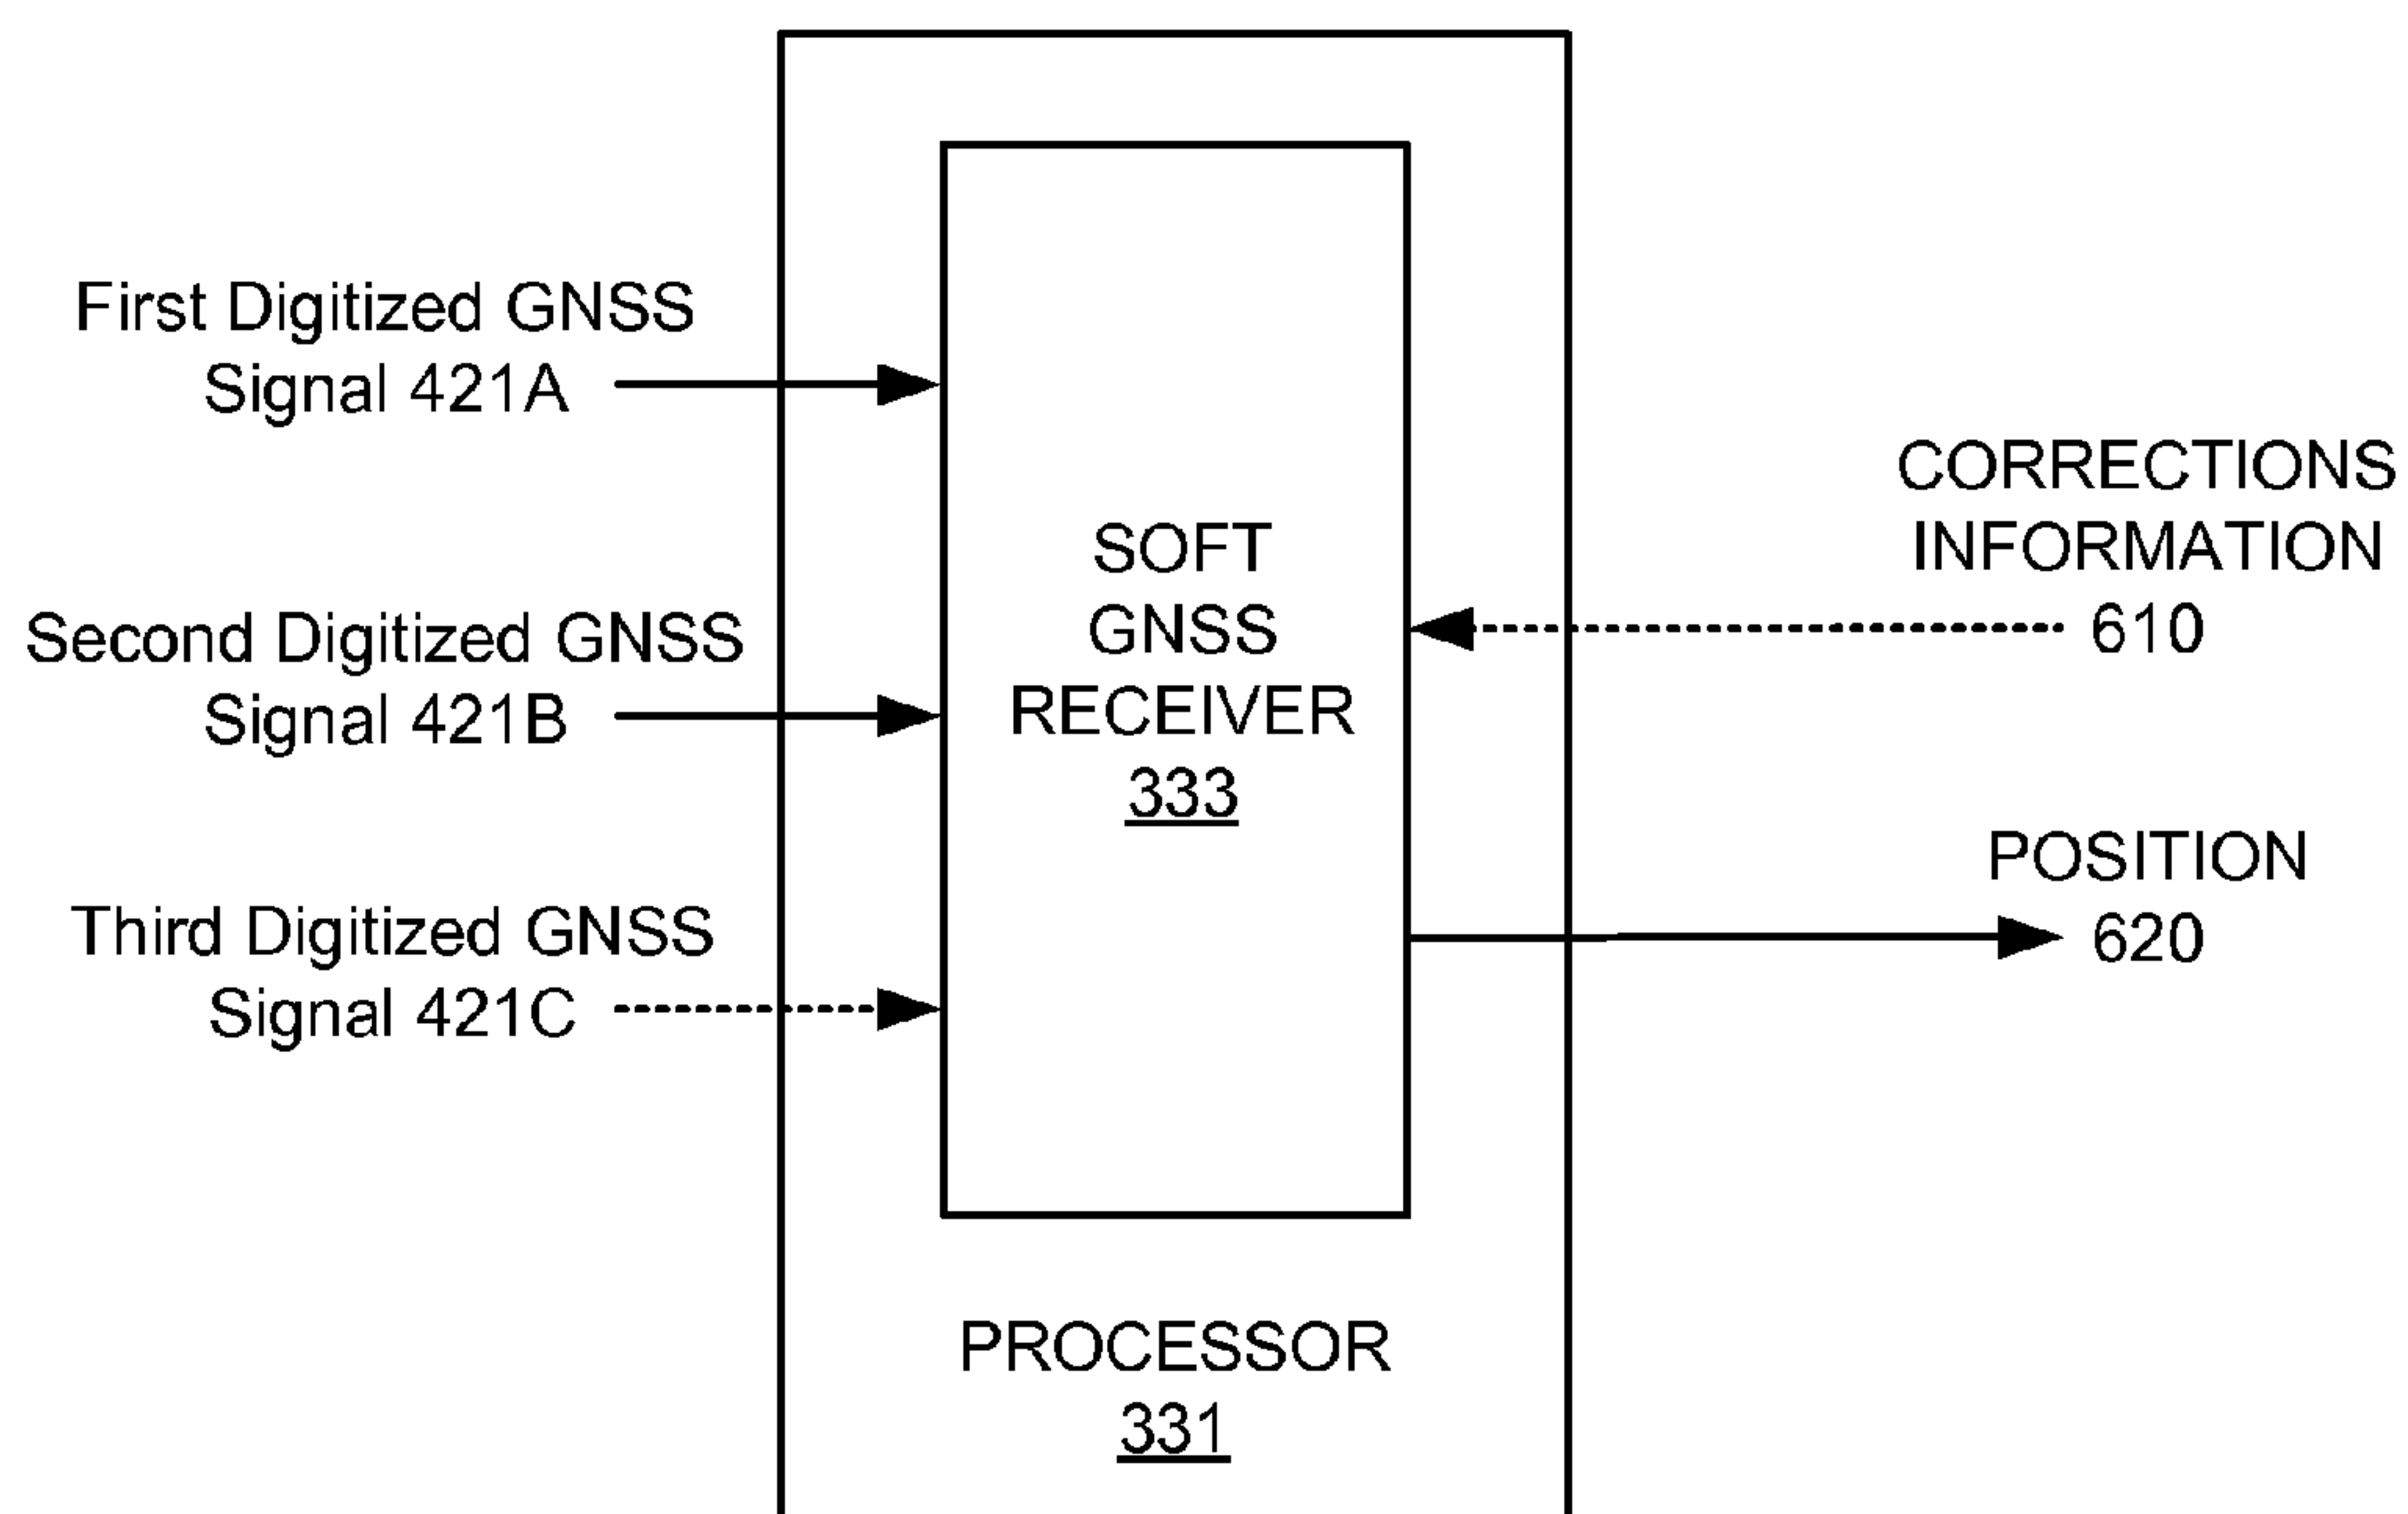 First Digitized GNSS
Signal 421A
Second Digitized GNSS
Signal 421B
Third Digitized GNSS
Signal 421C
SOFT
GNSS
RECEIVER
333
PROCESSOR
331
CORRECTIONS
INFORMATION
610
POSITION
620